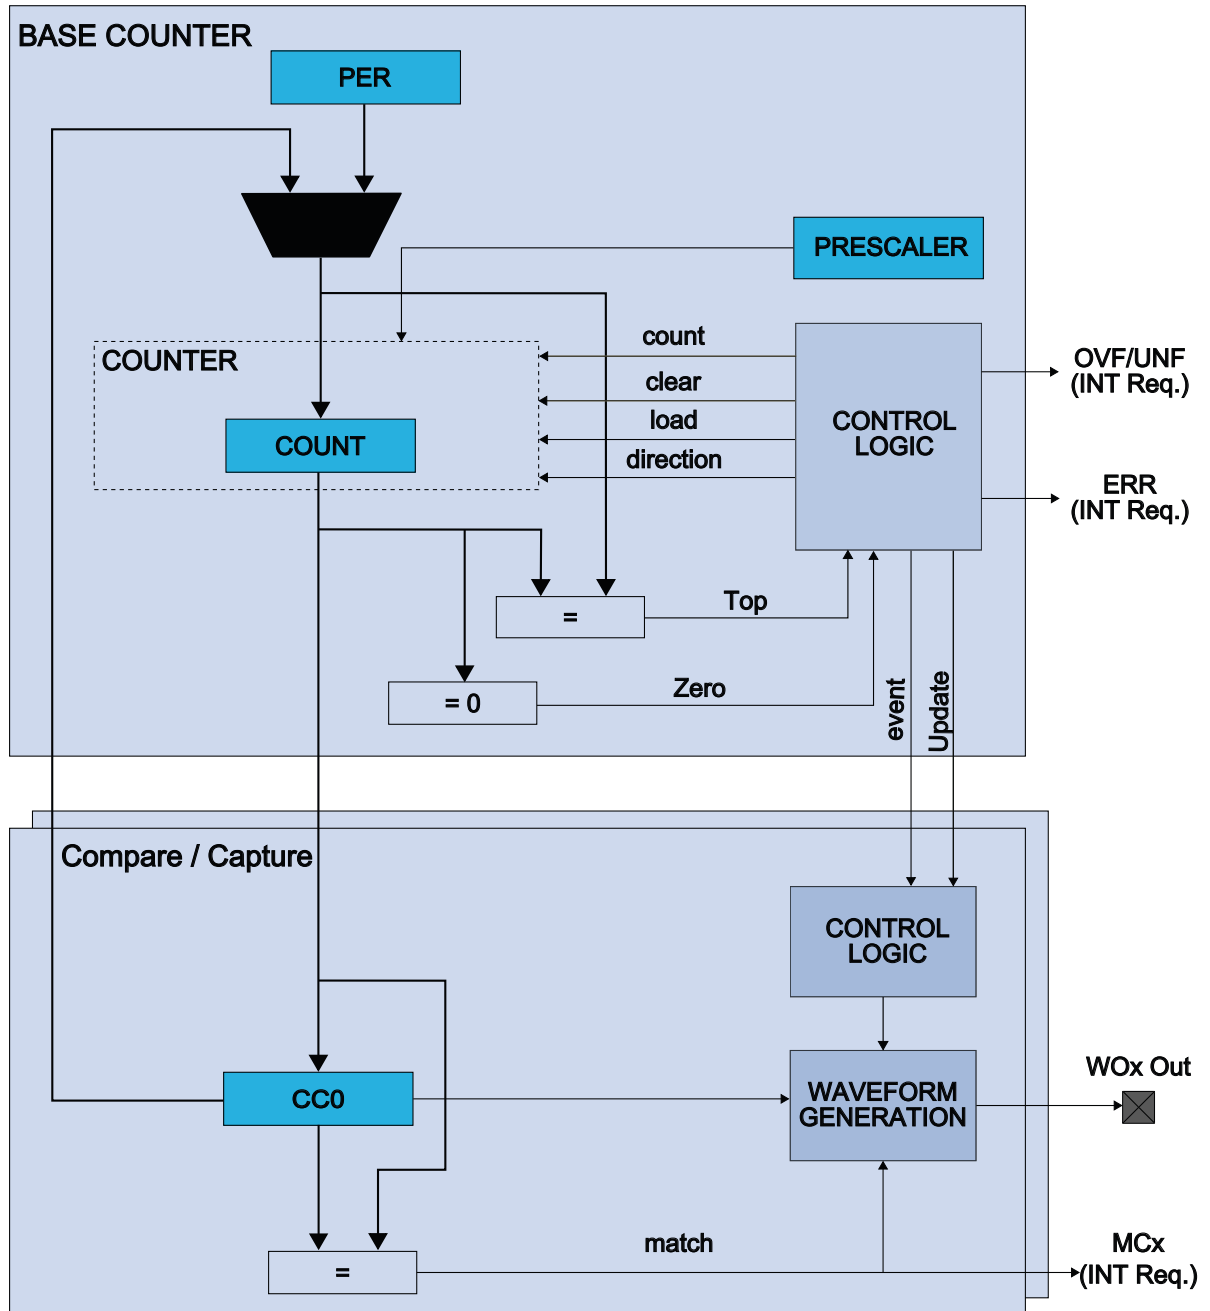 BASE COUNTER
PER
PRESCALER
COUNTER
COUNT
count
clear
load
direction
CONTROL
LOGIC
OVF/UNF
(INT Req.)
ERR
(INT Req.)
=
Top
= 0
Zero
event
Update
Compare / Capture
CONTROL
LOGIC
CC0
WAVEFORM
GENERATION
WOx Out
=
match
MCx
(INT Req.)